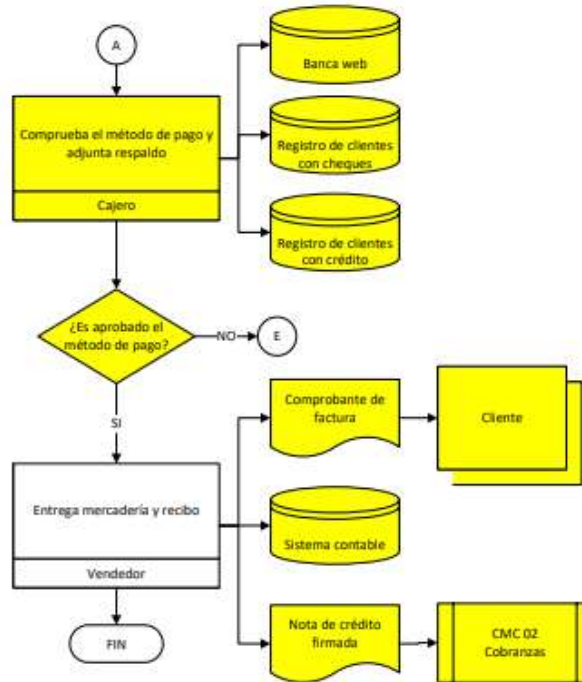 A
Banca web
Comprueba el método de pago y
adjunta respaldo
Cajero
Registro de clientes
con cheques
Registro de clientes
con crédito
¿Es aprobado el
método de pago?
NO
E
SI
Comprobante de
factura
Cliente
Entrega mercadería y recibo
Vendedor
Sistema contable
FIN
Nota de crédito
firmada
CMC 02
Cobranzas